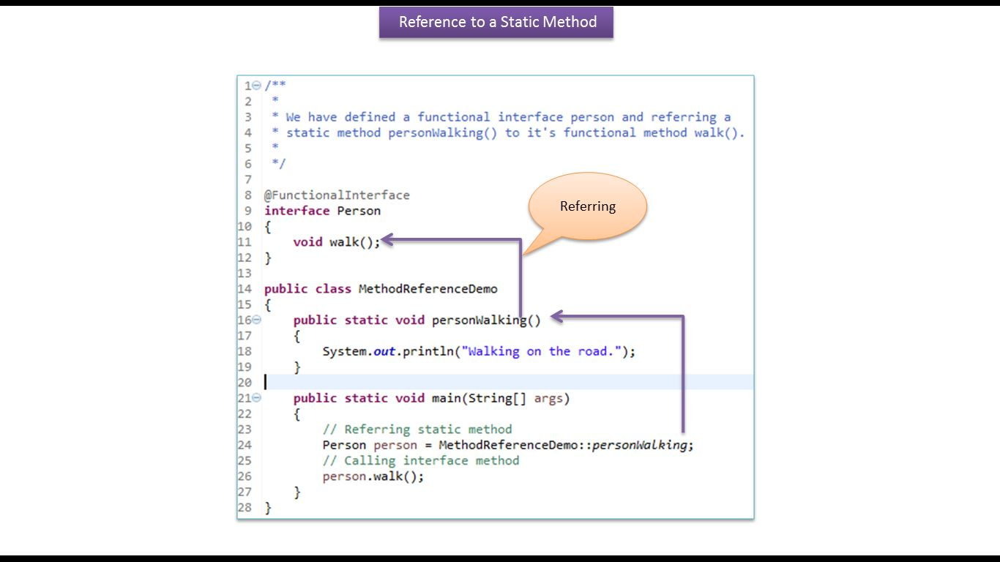 Reference to a Static Method
1 /**
2 *
3 * We have defined a functional interface person and referring a
4 * static method personWalking() to it's functional method walk().
5 *
6 */
7
8 @FunctionalInterface
9 interface Person
10 {
11 void walk();
12 }
13
14 public class MethodReferenceDemo
15 {
16 public static void personWalking()
17 {
18 System.out.println("Walking on the road.");
19 }
20
21 public static void main(String[] args)
22 {
23 // Referring static method
24 Person person = MethodReferenceDemo::personWalking;
25 // Calling interface method
26 person.walk();
27 }
28 }
Referring